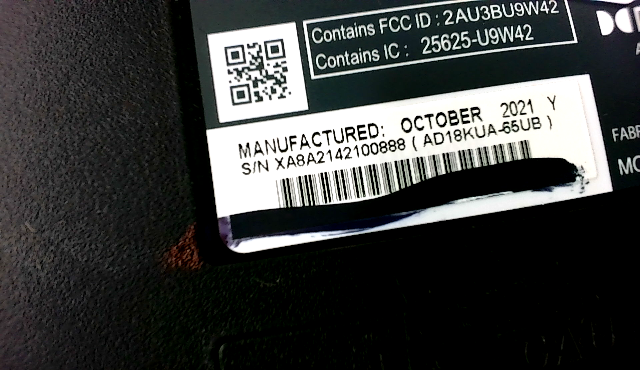 Contains FCC ID : 2AU3BU9W42
Contains IC : 25625-U9W42
MANUFACTURED: OCTOBER 2021 Y
S/N XA8A2142100888 ( AD18KUA-65UB )